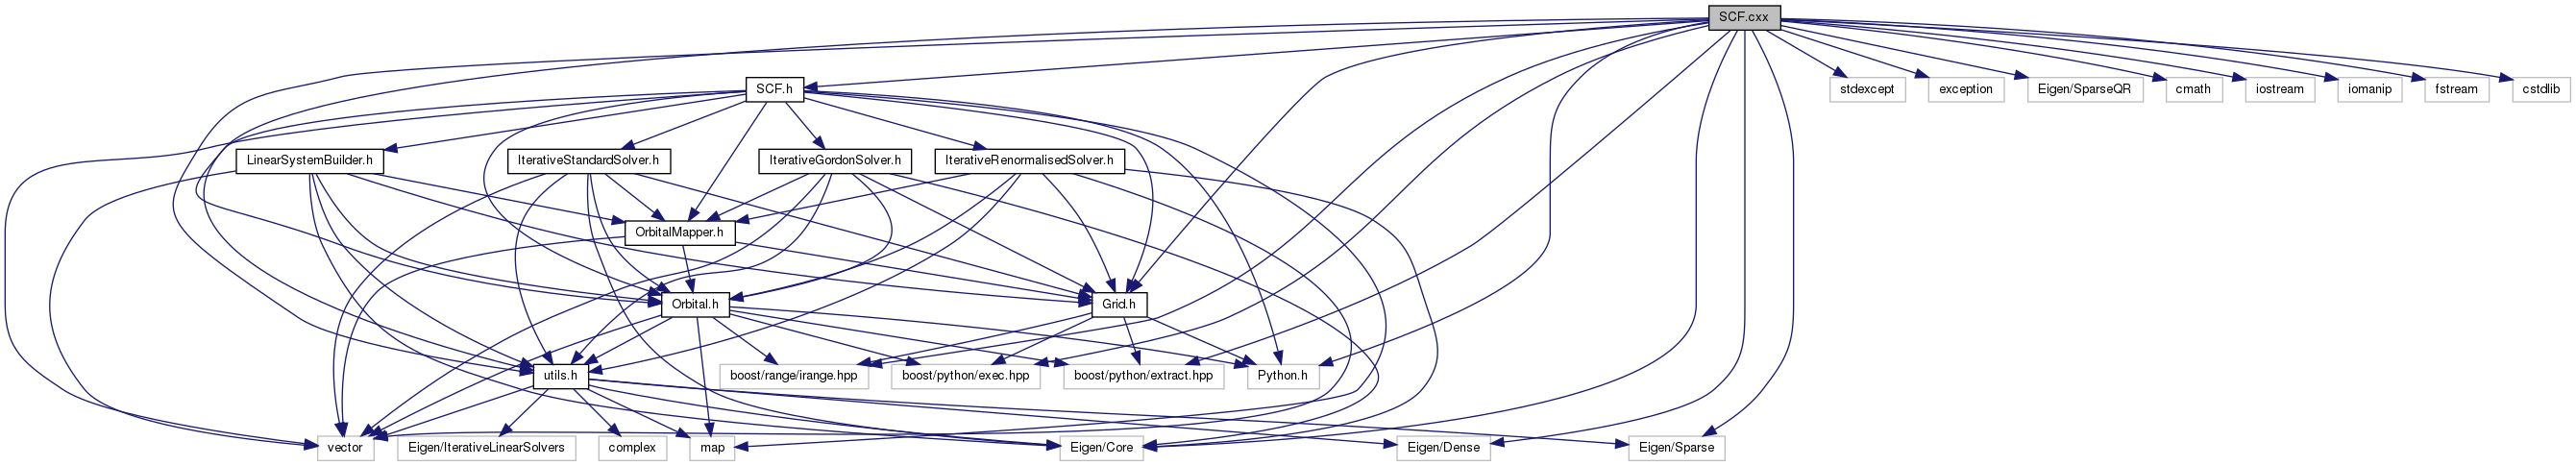 SCF.cxx
SCF.h
stdexcept
exception
Eigen/SparseQR
cmath
iostream
iomanip
fstream
cstdlib
LinearSystemBuilder.h
IterativeStandardSolver.h
IterativeGordonSolver.h
IterativeRenormalisedSolver.h
OrbitalMapper.h
Orbital.h
Grid.h
utils.h
boost/range/irange.hpp
boost/python/exec.hpp
boost/python/extract.hpp
Python.h
vector
Eigen/IterativeLinearSolvers
complex
map
Eigen/Core
Eigen/Dense
Eigen/Sparse